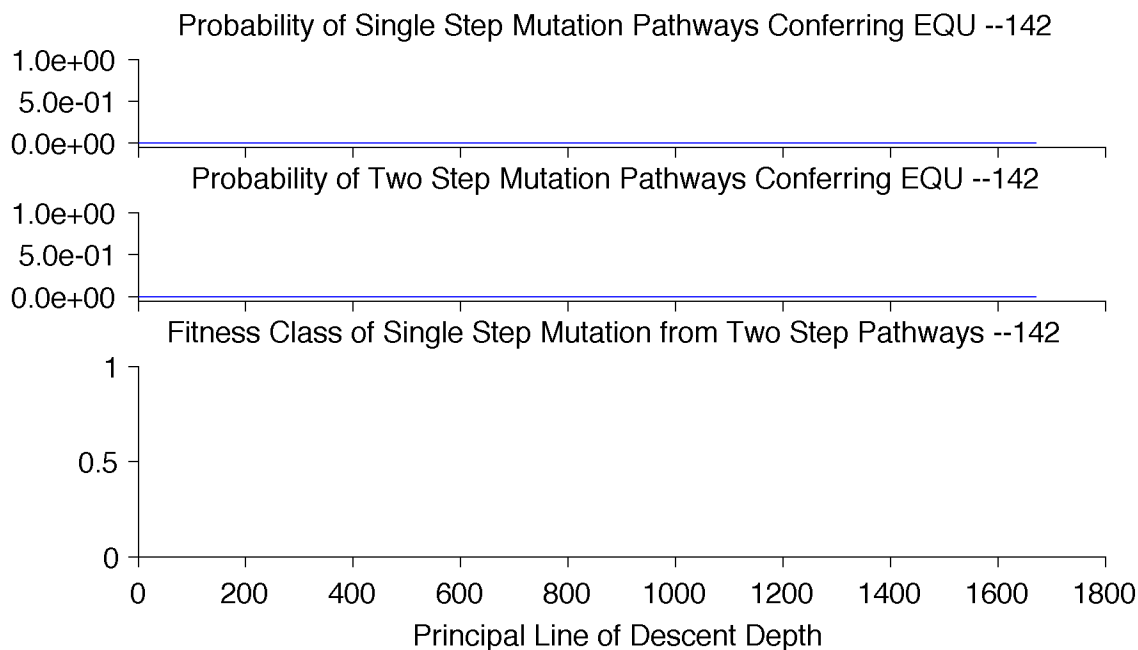 Probability of Single Step Mutation Pathways Conferring EQU --142
1.0e+00
5.0e-01
0.0e+00
Probability of Two Step Mutation Pathways Conferring EQU --142
1.0e+00
5.0e-01
0.0e+00
Fitness Class of Single Step Mutation from Two Step Pathways --142
1
0.5
0
0 200 400 600 800 1000 1200 1400 1600 1800
Principal Line of Descent Depth